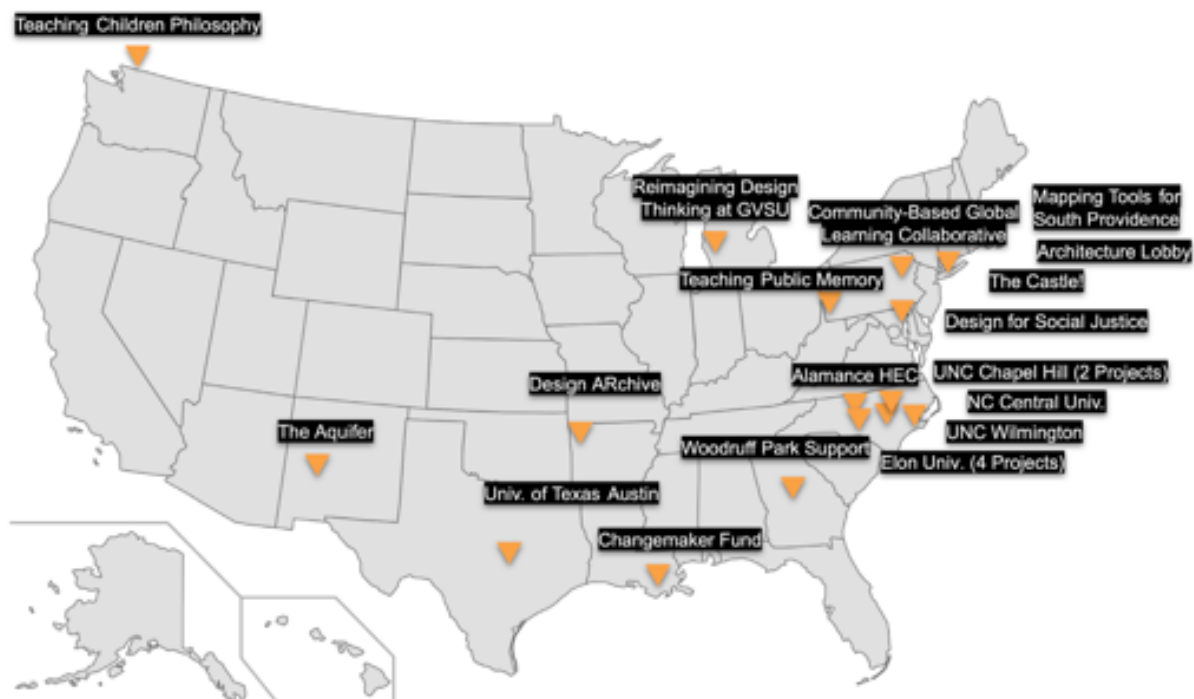 Teaching Children Philosophy
Reimagining Design
Thinking at GVSU
Mapping Tools for
South Providence
Community-Based Global
Learning Collaborative
Architecture Lobby
Teaching Public Memory
The Castle!
Design for Social Justice
Design ARchive
Alamance HEC
UNC Chapel Hill (2 Projects)
NC Central Univ.
The Aquifer
UNC Wilmington
Woodruff Park Support
Elon Univ. (4 Projects)
Univ. of Texas Austin
Changemaker Fund